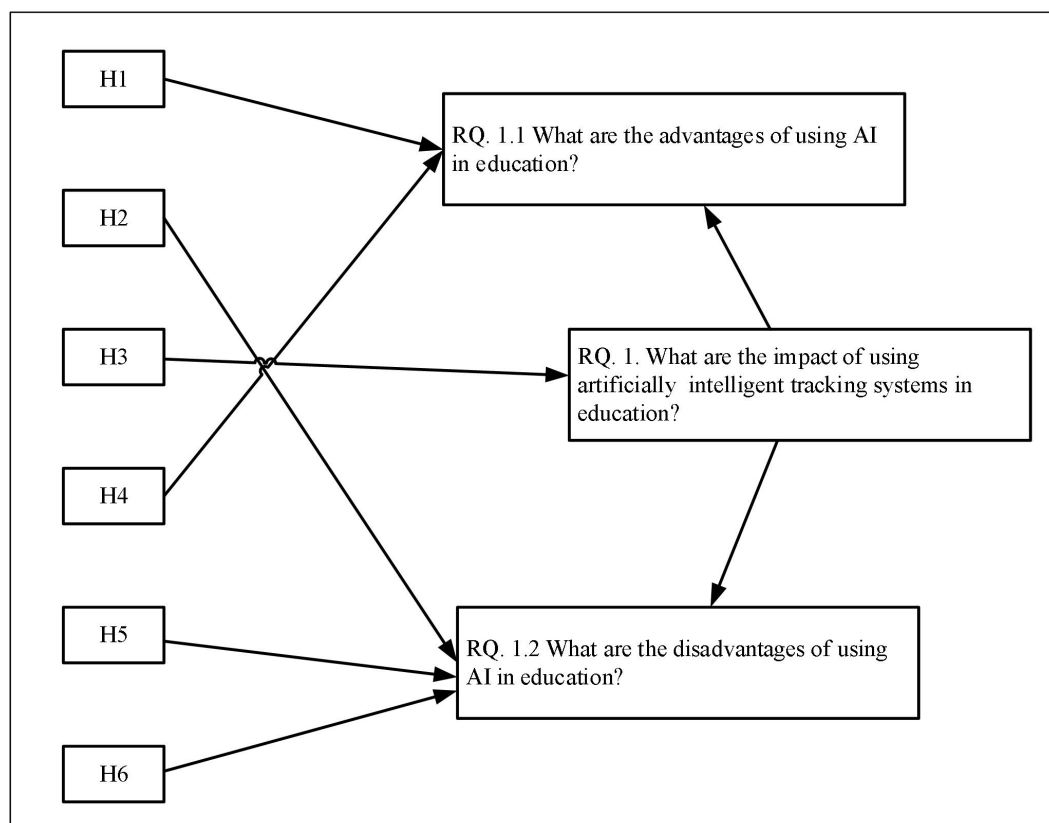 H1
H2
H3
H4
H5
H6
RQ. 1.1 What are the advantages of using AI
in education?
RQ. 1. What are the impact of using
artificially intelligent tracking systems in
education?
RQ. 1.2 What are the disadvantages of using
AI in education?